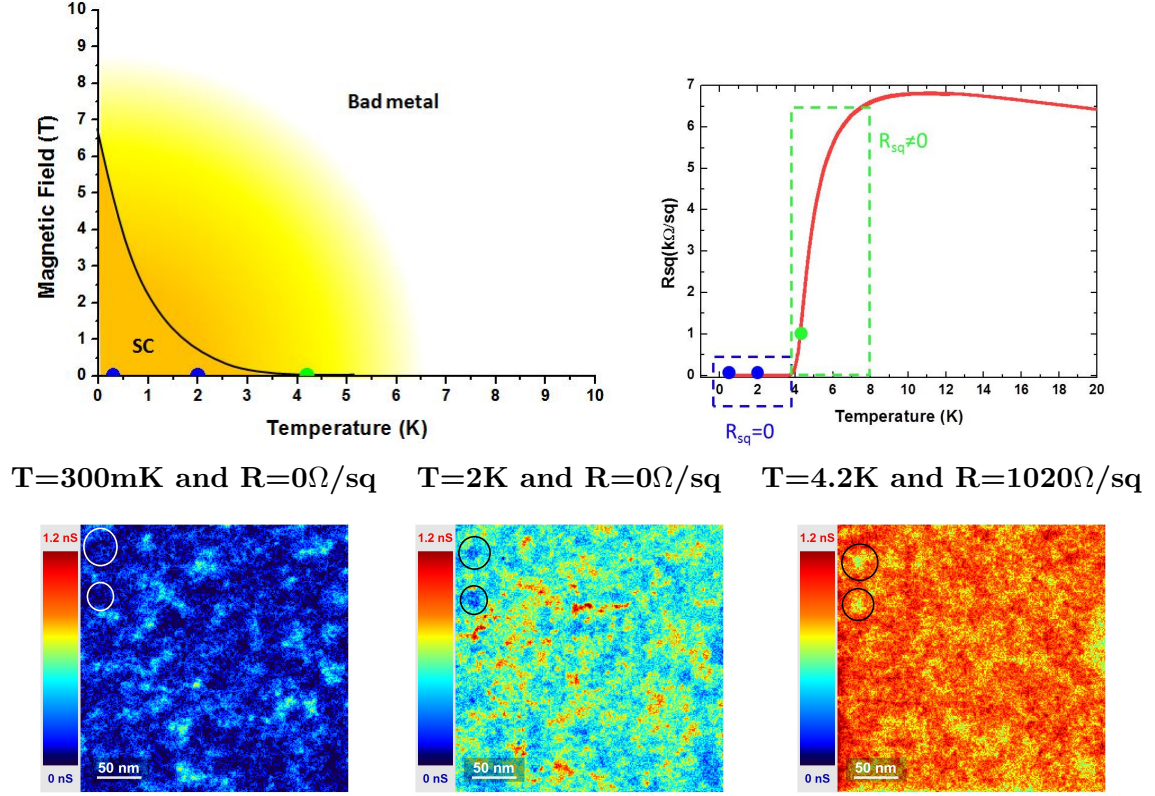 10
9
8
7
6
5
4
3
2
1
0
Magnetic Field (T)
Bad metal
SC
0 1 2 3 4 5 6 7 8 9 10
Temperature (K)
7
6
5
4
3
2
1
0
Rsq(kΩ/sq)
Rsq≠0
0 2 4 6 8 10 12 14 16 18 20
Temperature (K)
Rsq=0
T=300mK and R=0Ω/sq
T=2K and R=0Ω/sq
T=4.2K and R=1020Ω/sq
1.2 nS
0 nS
50 nm
1.2 nS
0 nS
50 nm
1.2 nS
0 nS
50 nm